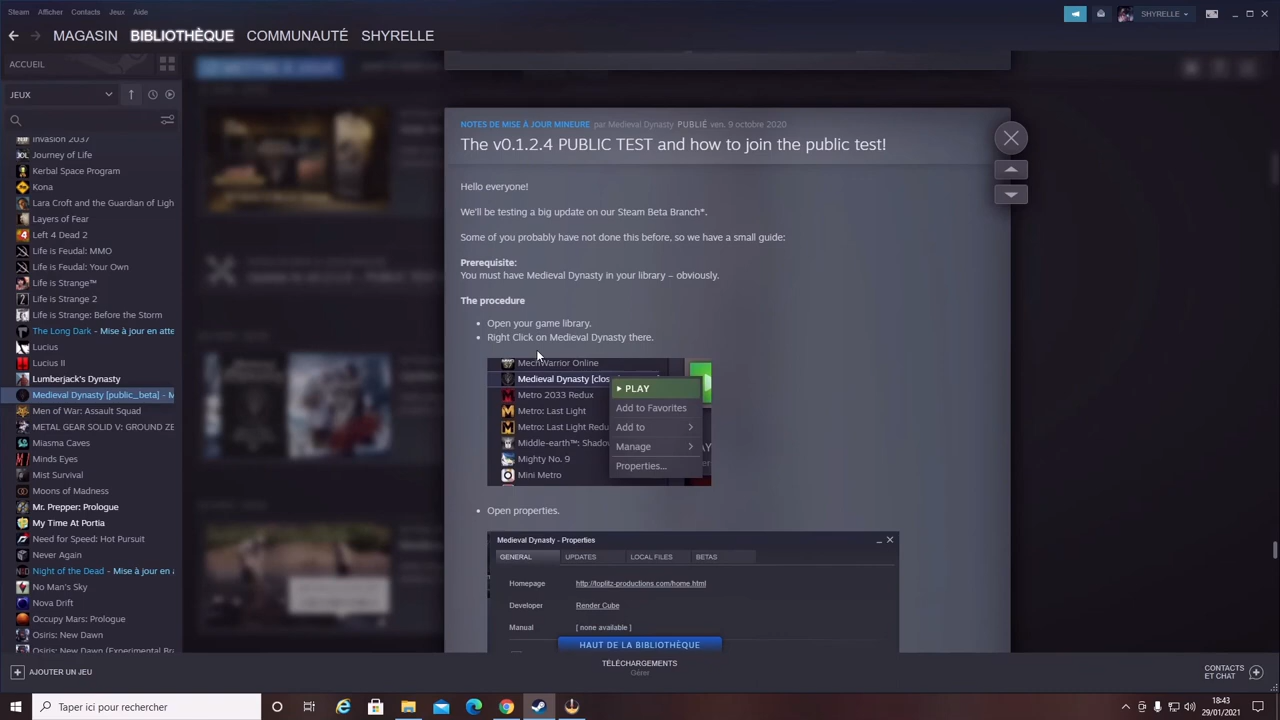 Steam Afficher Contacts Jeux Aide
SHYRELLE
MAGASIN BIBLIOTHÈQUE COMMUNAUTÉ SHYRELLE
ACCUEIL
JEUX
Invasion 2037
Journey of Life
Kerbal Space Program
Kona
Lara Croft and the Guardian of Ligh
Layers of Fear
Left 4 Dead 2
Life is Feudal: MMO
Life is Feudal: Your Own
Life is Strange™
Life is Strange 2
Life is Strange: Before the Storm
The Long Dark - Mise à jour en atte
Lucius
Lucius II
Lumberjack's Dynasty
Medieval Dynasty [public_beta] - M
Men of War: Assault Squad
METAL GEAR SOLID V: GROUND ZE
Miasma Caves
Minds Eyes
Mist Survival
Moons of Madness
Mr. Prepper: Prologue
My Time At Portia
Need for Speed: Hot Pursuit
Never Again
Night of the Dead - Mise à jour en a
No Man's Sky
Nova Drift
Occupy Mars: Prologue
Osiris: New Dawn
Osiris: New Dawn (Experimental Bra
AJOUTER UN JEU
NOTES DE MISE À JOUR MINEURE par Medieval Dynasty PUBLIÉ ven. 9 octobre 2020
The v0.1.2.4 PUBLIC TEST and how to join the public test!
Hello everyone!
We'll be testing a big update on our Steam Beta Branch*.
Some of you probably have not done this before, so we have a small guide:
Prerequisite:
You must have Medieval Dynasty in your library – obviously.
The procedure
• Open your game library.
• Right Click on Medieval Dynasty there.
MechWarrior Online
Medieval Dynasty [clos
Metro 2033 Redux
Metro: Last Light
Metro: Last Light Redu
Middle-earth™: Shado
Mighty No. 9
Mini Metro
PLAY
Add to Favorites
Add to
Manage
Properties...
• Open properties.
Medieval Dynasty - Properties
GENERAL UPDATES LOCAL FILES BETAS
Homepage http://toplitz-productions.com/home.html
Developer Render Cube
Manual [ none available ]
HAUT DE LA BIBLIOTHÈQUE
TÉLÉCHARGEMENTS
Gérer
CONTACTS
ET CHAT
Taper ici pour rechercher
18:43
29/01/2021